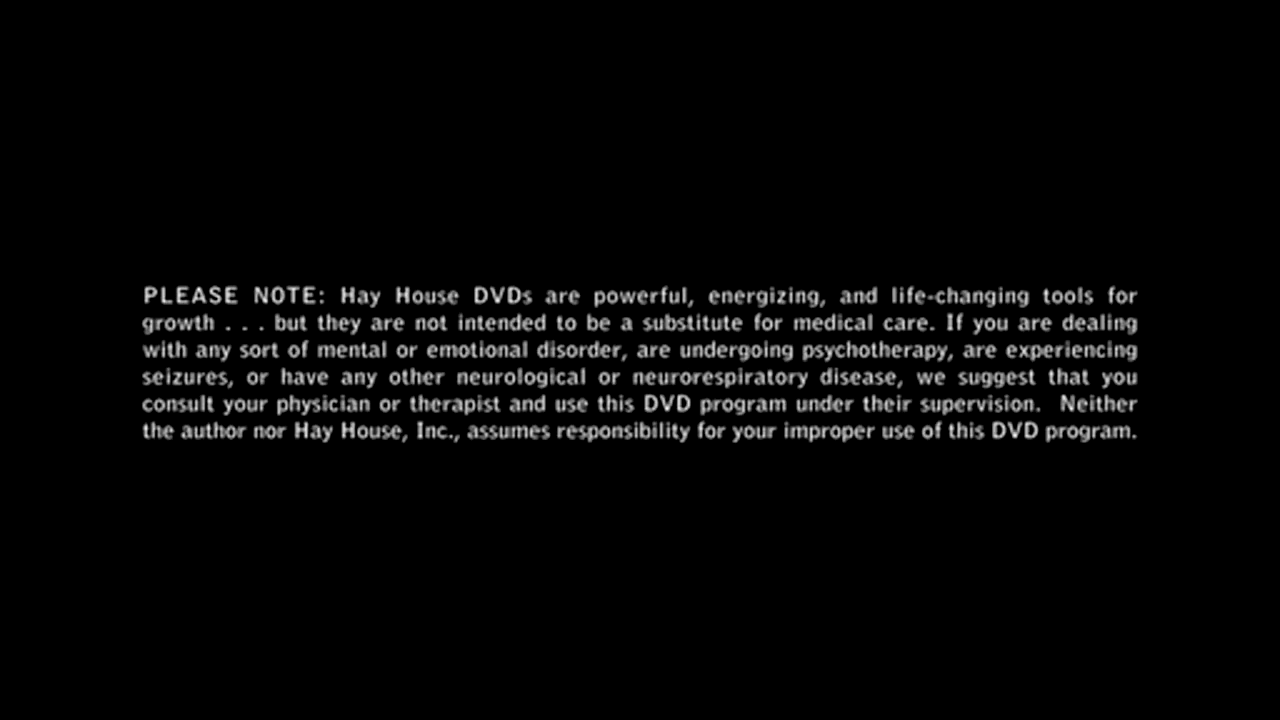 PLEASE NOTE: Hay House DVDs are powerful, energizing, and life-changing tools for
growth . . . but they are not intended to be a substitute for medical care. If you are dealing
with any sort of mental or emotional disorder, are undergoing psychotherapy, are experiencing
seizures, or have any other neurological or neurorespiratory disease, we suggest that you
consult your physician or therapist and use this DVD program under their supervision.  Neither
the author nor Hay House, Inc., assumes responsibility for your improper use of this DVD program.